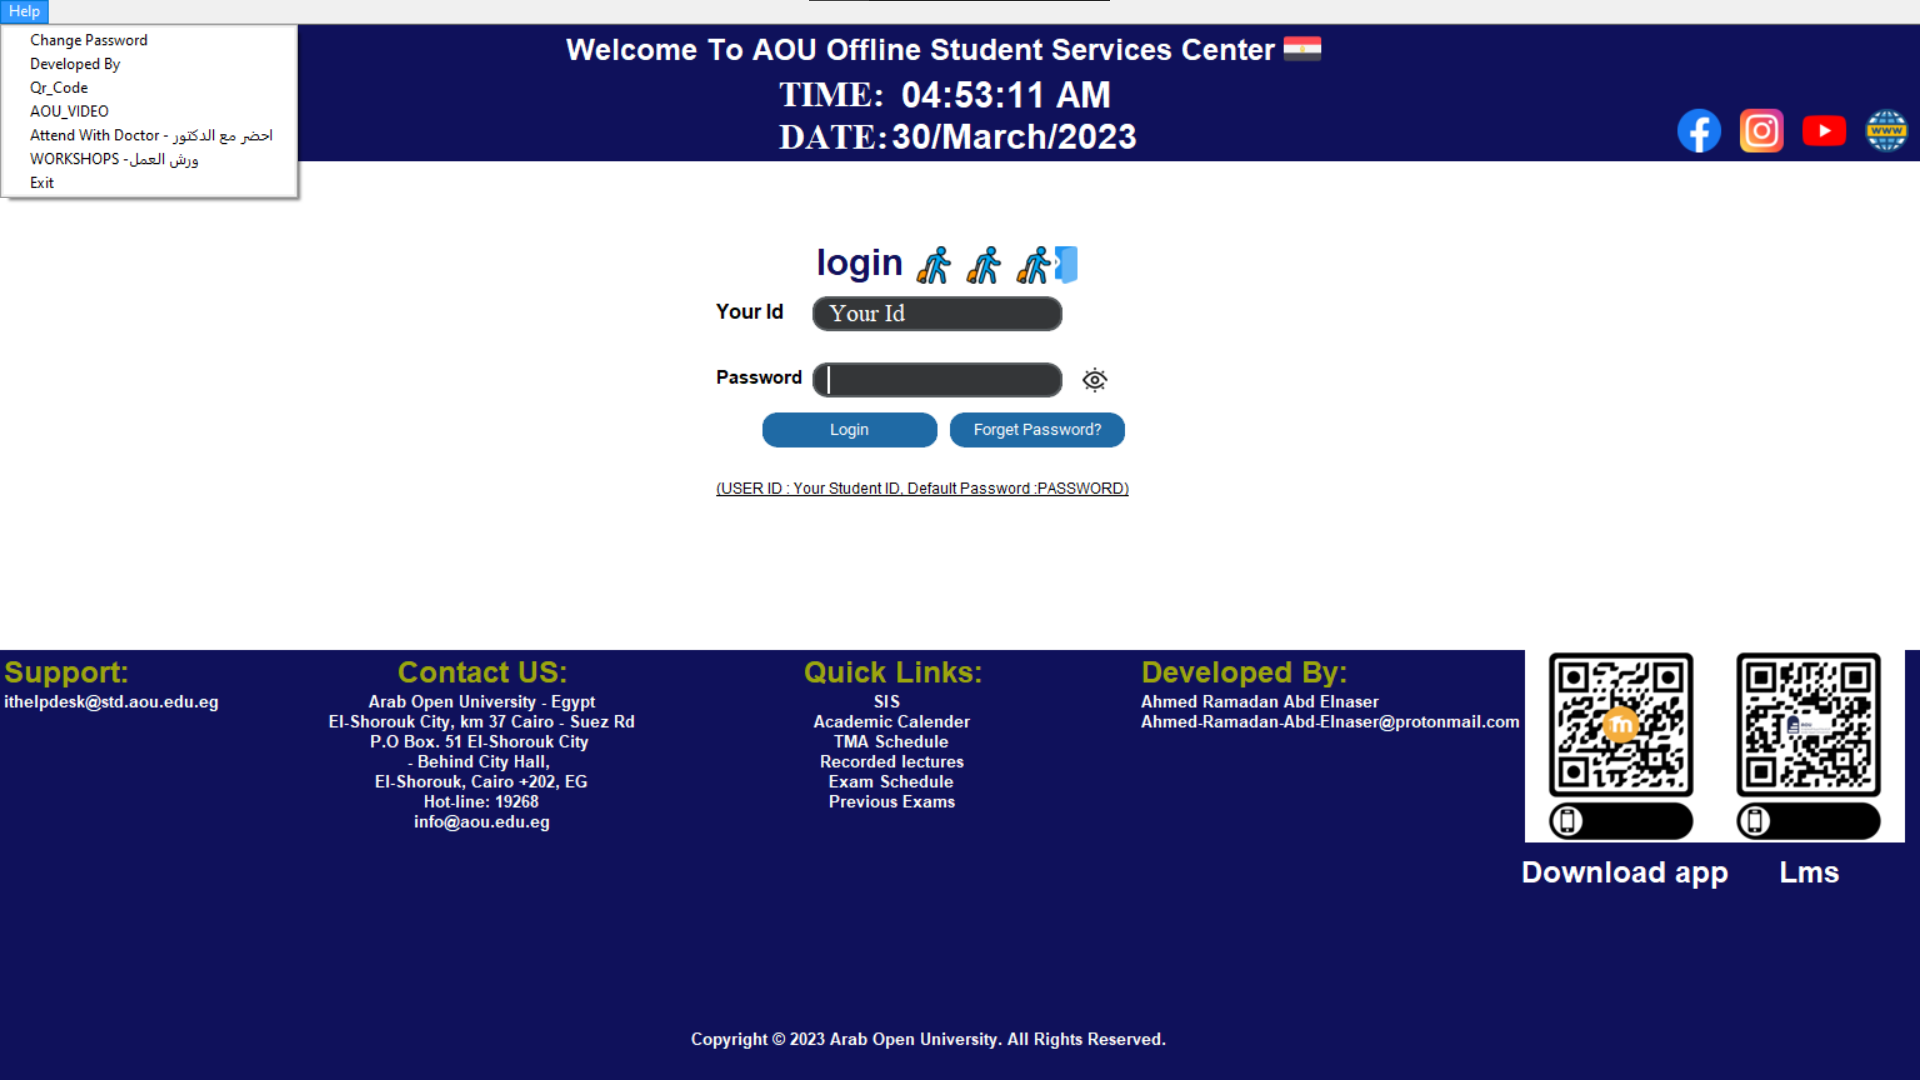 Help
Change Password
Developed By
Qr_Code
AOU_VIDEO
Attend With Doctor - احضر مع الدكتور
WORKSHOPS -ورش العمل
Exit
Welcome To AOU Offline Student Services Center
TIME: 04:53:11 AM
DATE: 30/March/2023
WWW
login
Your Id
Your Id
Password
Login
Forget Password?
(USER ID : Your Student ID, Default Password :PASSWORD)
Support:
ithelpdesk@std.aou.edu.eg
Contact US:
Arab Open University - Egypt
El-Shorouk City, km 37 Cairo - Suez Rd
P.O Box. 51 El-Shorouk City
- Behind City Hall,
El-Shorouk, Cairo +202, EG
Hot-line: 19268
info@aou.edu.eg
Quick Links:
SIS
Academic Calender
TMA Schedule
Recorded lectures
Exam Schedule
Previous Exams
Developed By:
Ahmed Ramadan Abd Elnaser
Ahmed-Ramadan-Abd-Elnaser@protonmail.com
Download app
Lms
Copyright © 2023 Arab Open University. All Rights Reserved.